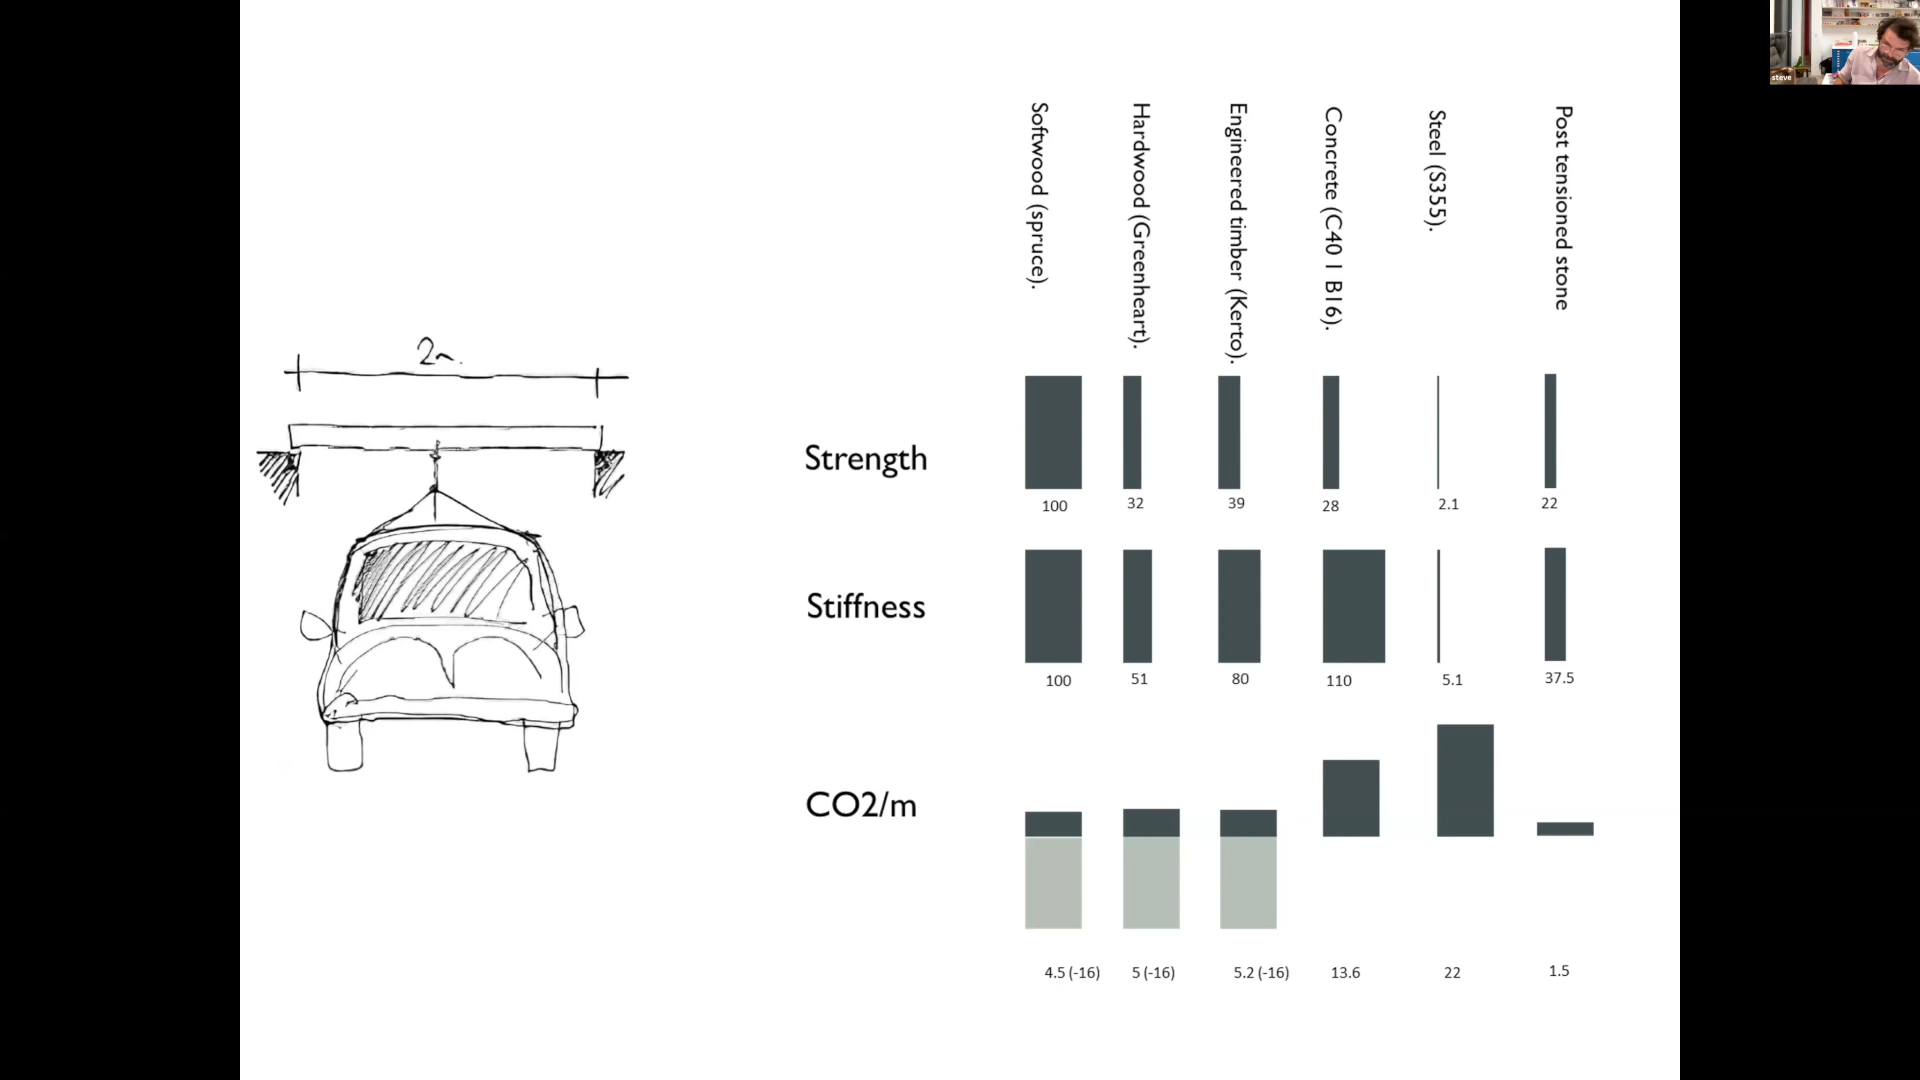 steve
Softwood (spruce).
Hardwood (Greenheart).
Engineered timber (Kerto).
Concrete (C40 1 B16).
Steel (S355).
Post tensioned stone
2m.
Strength
100
32
39
28
2.1
22
Stiffness
100
51
80
110
5.1
37.5
CO2/m
4.5 (-16)
5 (-16)
5.2 (-16)
13.6
22
1.5